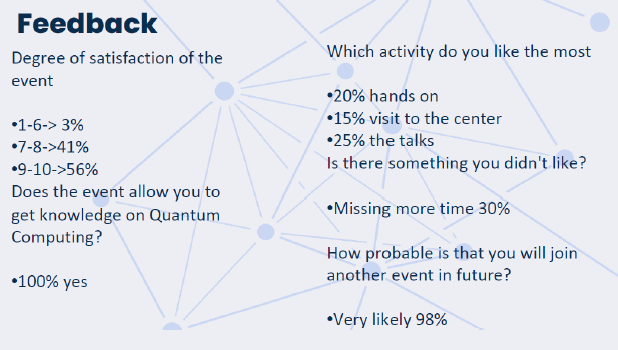 Feedback
Degree of satisfaction of the
event
•1-6-> 3%
•7-8->41%
•9-10->56%
Does the event allow you to
get knowledge on Quantum
Computing?
•100% yes
Which activity do you like the most
•20% hands on
•15% visit to the center
•25% the talks
Is there something you didn't like?
•Missing more time 30%
How probable is that you will join
another event in future?
•Very likely 98%